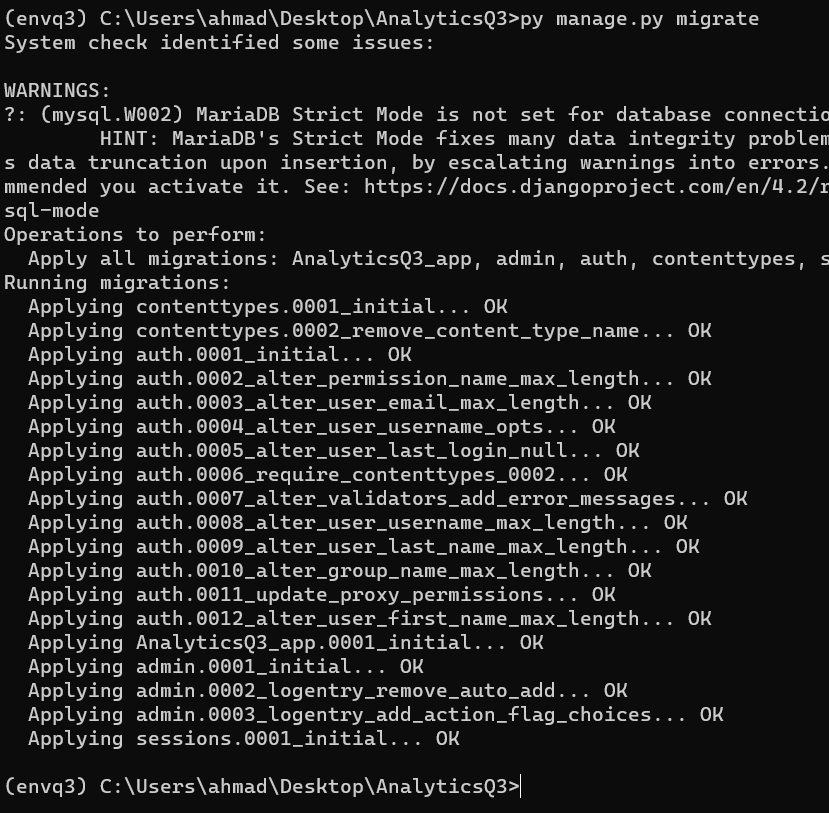 (envq3) C:\Users\ahmad\Desktop\AnalyticsQ3>py manage.py migrate
System check identified some issues:

WARNINGS:
?: (mysql.W002) MariaDB Strict Mode is not set for database connectio
        HINT: MariaDB's Strict Mode fixes many data integrity problem
s data truncation upon insertion, by escalating warnings into errors.
mmended you activate it. See: https://docs.djangoproject.com/en/4.2/r
sql-mode
Operations to perform:
  Apply all migrations: AnalyticsQ3_app, admin, auth, contenttypes, s
Running migrations:
  Applying contenttypes.0001_initial... OK
  Applying contenttypes.0002_remove_content_type_name... OK
  Applying auth.0001_initial... OK
  Applying auth.0002_alter_permission_name_max_length... OK
  Applying auth.0003_alter_user_email_max_length... OK
  Applying auth.0004_alter_user_username_opts... OK
  Applying auth.0005_alter_user_last_login_null... OK
  Applying auth.0006_require_contenttypes_0002... OK
  Applying auth.0007_alter_validators_add_error_messages... OK
  Applying auth.0008_alter_user_username_max_length... OK
  Applying auth.0009_alter_user_last_name_max_length... OK
  Applying auth.0010_alter_group_name_max_length... OK
  Applying auth.0011_update_proxy_permissions... OK
  Applying auth.0012_alter_user_first_name_max_length... OK
  Applying AnalyticsQ3_app.0001_initial... OK
  Applying admin.0001_initial... OK
  Applying admin.0002_logentry_remove_auto_add... OK
  Applying admin.0003_logentry_add_action_flag_choices... OK
  Applying sessions.0001_initial... OK

(envq3) C:\Users\ahmad\Desktop\AnalyticsQ3>